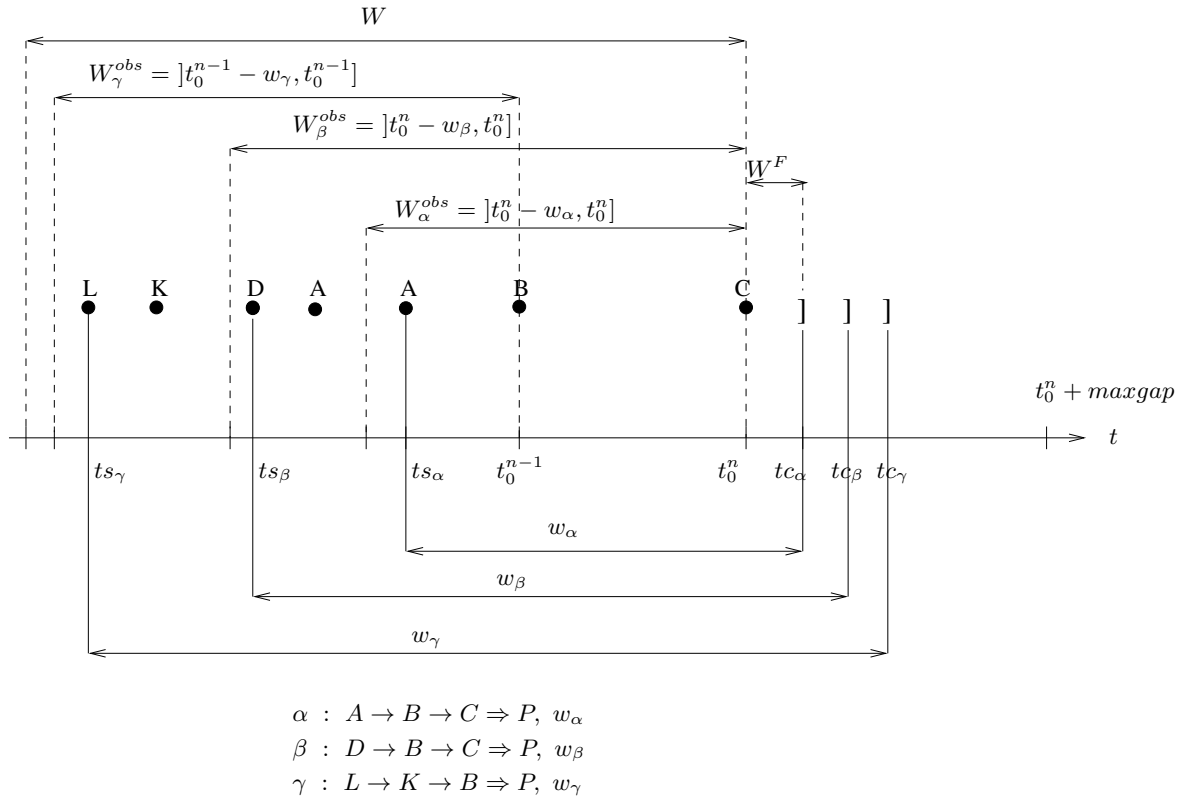 W
W_γ^{obs} = ]t_0^{n-1} − w_γ, t_0^{n-1}]
W_β^{obs} = ]t_0^n − w_β, t_0^n]
W^F
W_α^{obs} = ]t_0^n − w_α, t_0^n]
L K D A A B C ] ] ]
t_0^n + maxgap
t
ts_γ ts_β ts_α t_0^{n-1} t_0^n tc_α tc_β tc_γ
w_α
w_β
w_γ
α : A → B → C ⇒ P, w_α
β : D → B → C ⇒ P, w_β
γ : L → K → B ⇒ P, w_γ